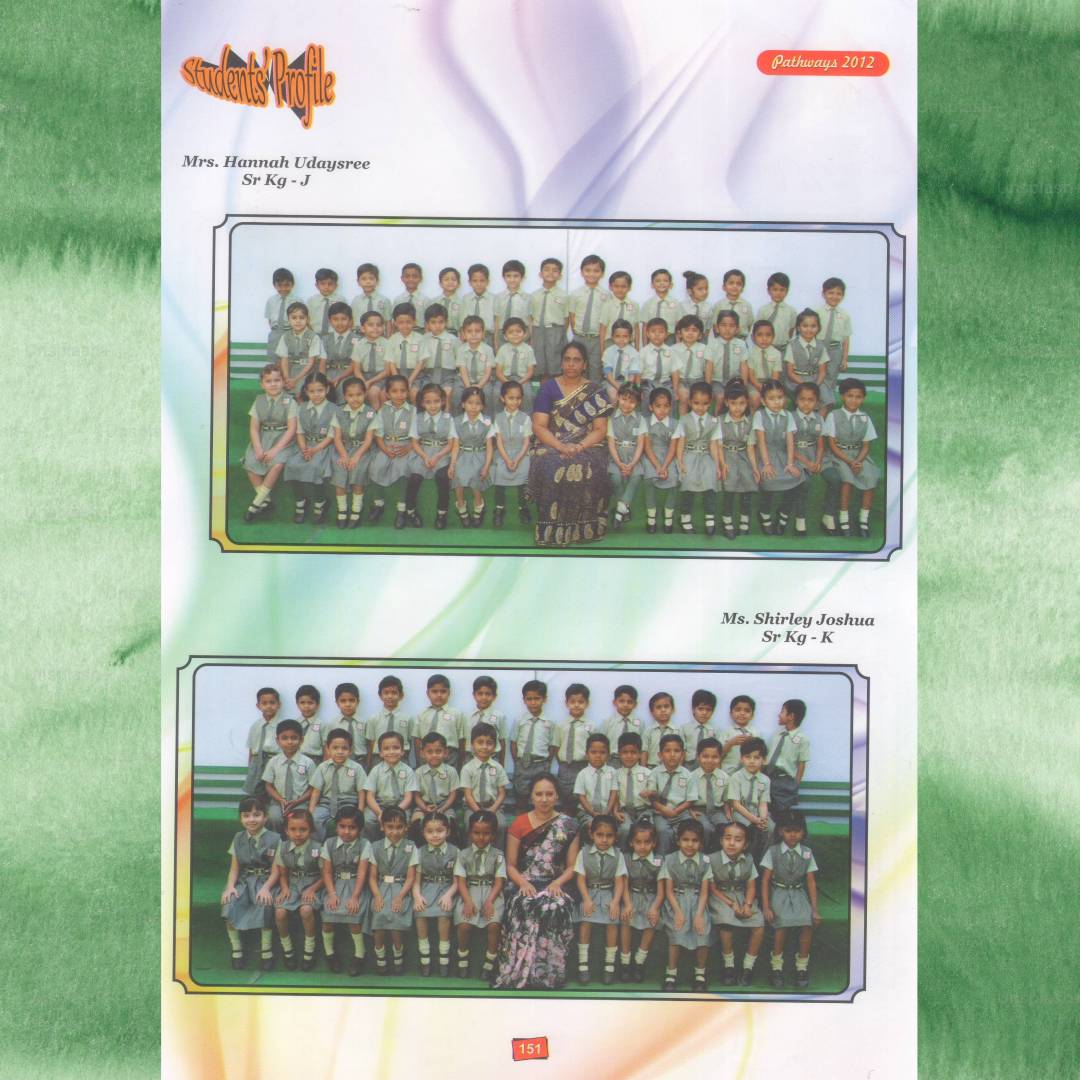 Students' Profile
Pathways 2012
Mrs. Hannah Udaysree
Sr Kg - J
Ms. Shirley Joshua
Sr Kg - K
151